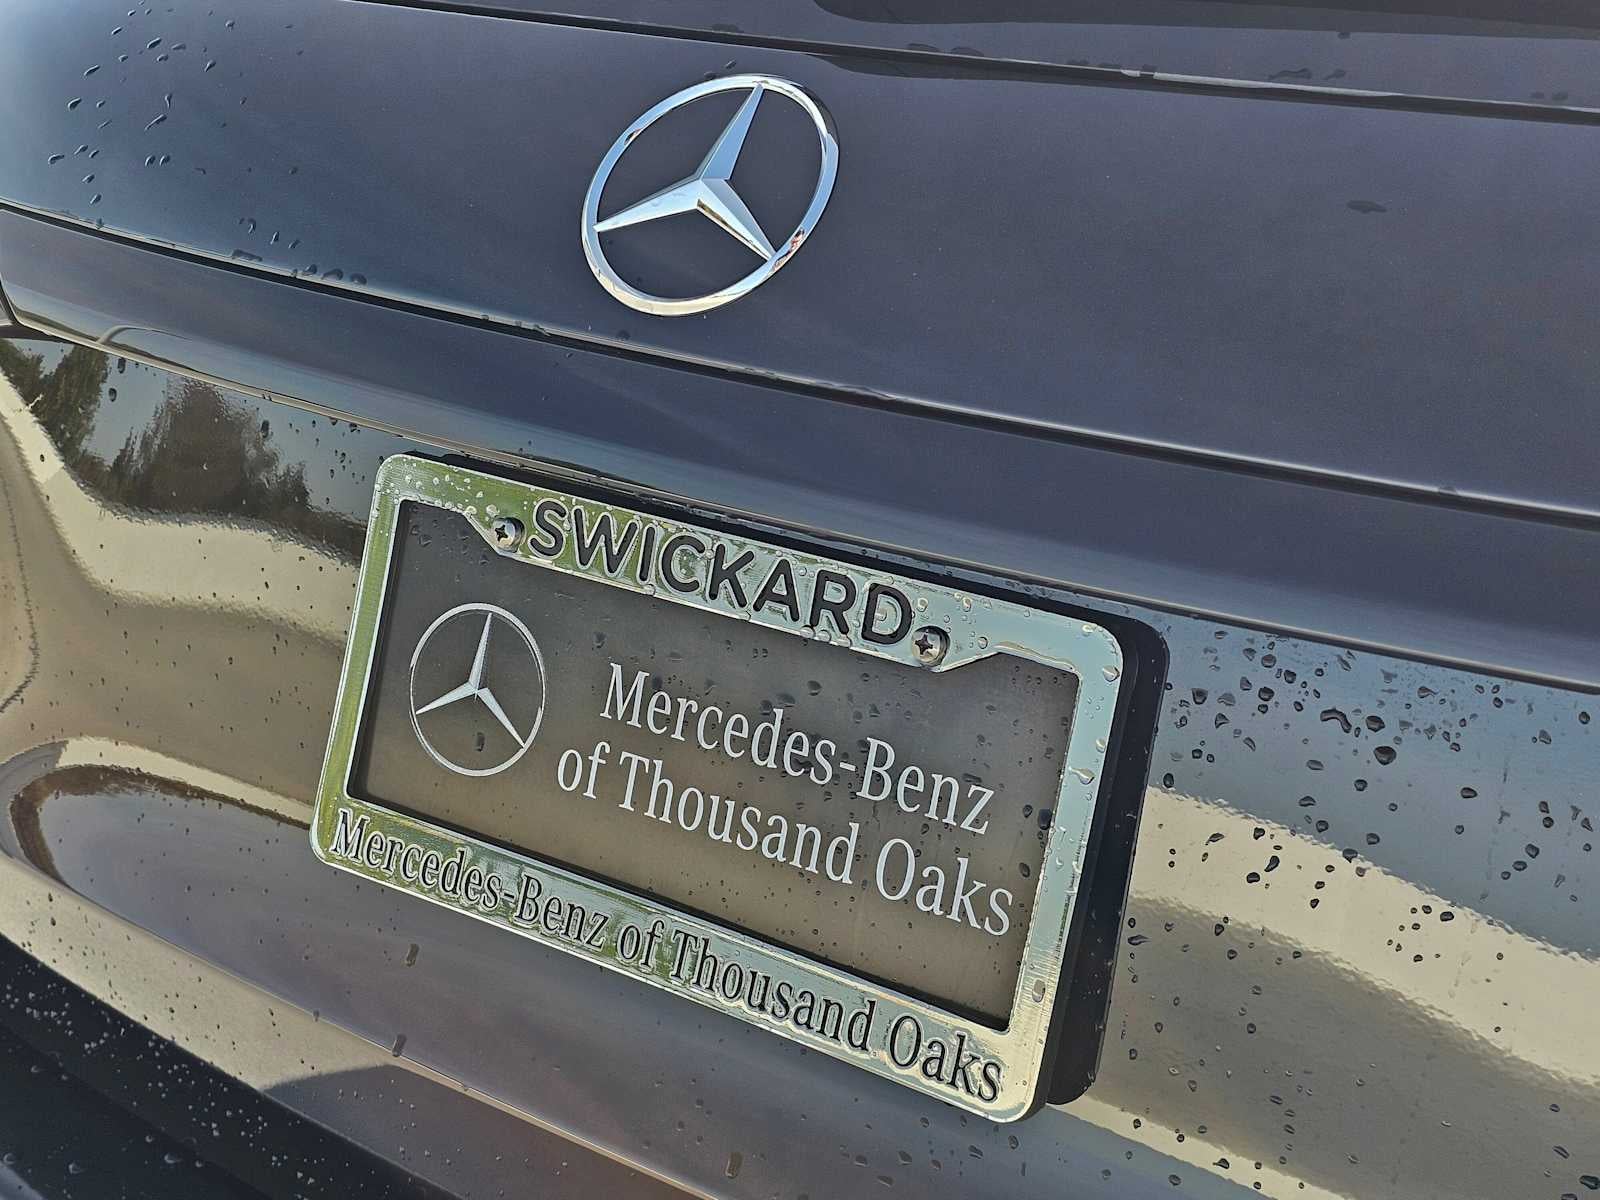 SWICKARD
Mercedes-Benz
of Thousand Oaks
Mercedes-Benz of Thousand Oaks